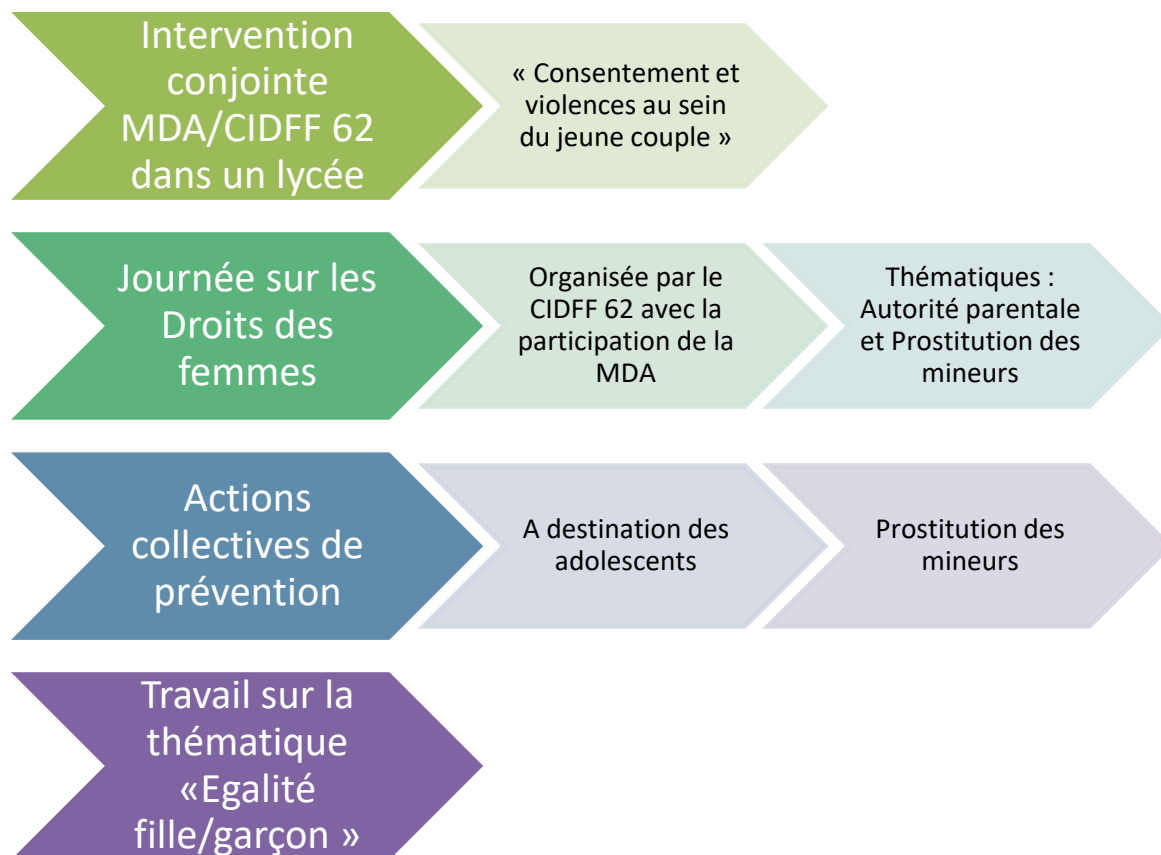 Intervention
conjointe
MDA/CIDFF 62
dans un lycée
« Consentement et
violences au sein
du jeune couple »
Journée sur les
Droits des
femmes
Organisée par le
CIDFF 62 avec la
participation de la
MDA
Thématiques :
Autorité parentale
et Prostitution des
mineurs
Actions
collectives de
prévention
A destination des
adolescents
Prostitution des
mineurs
Travail sur la
thématique
«Egalité
fille/garçon »